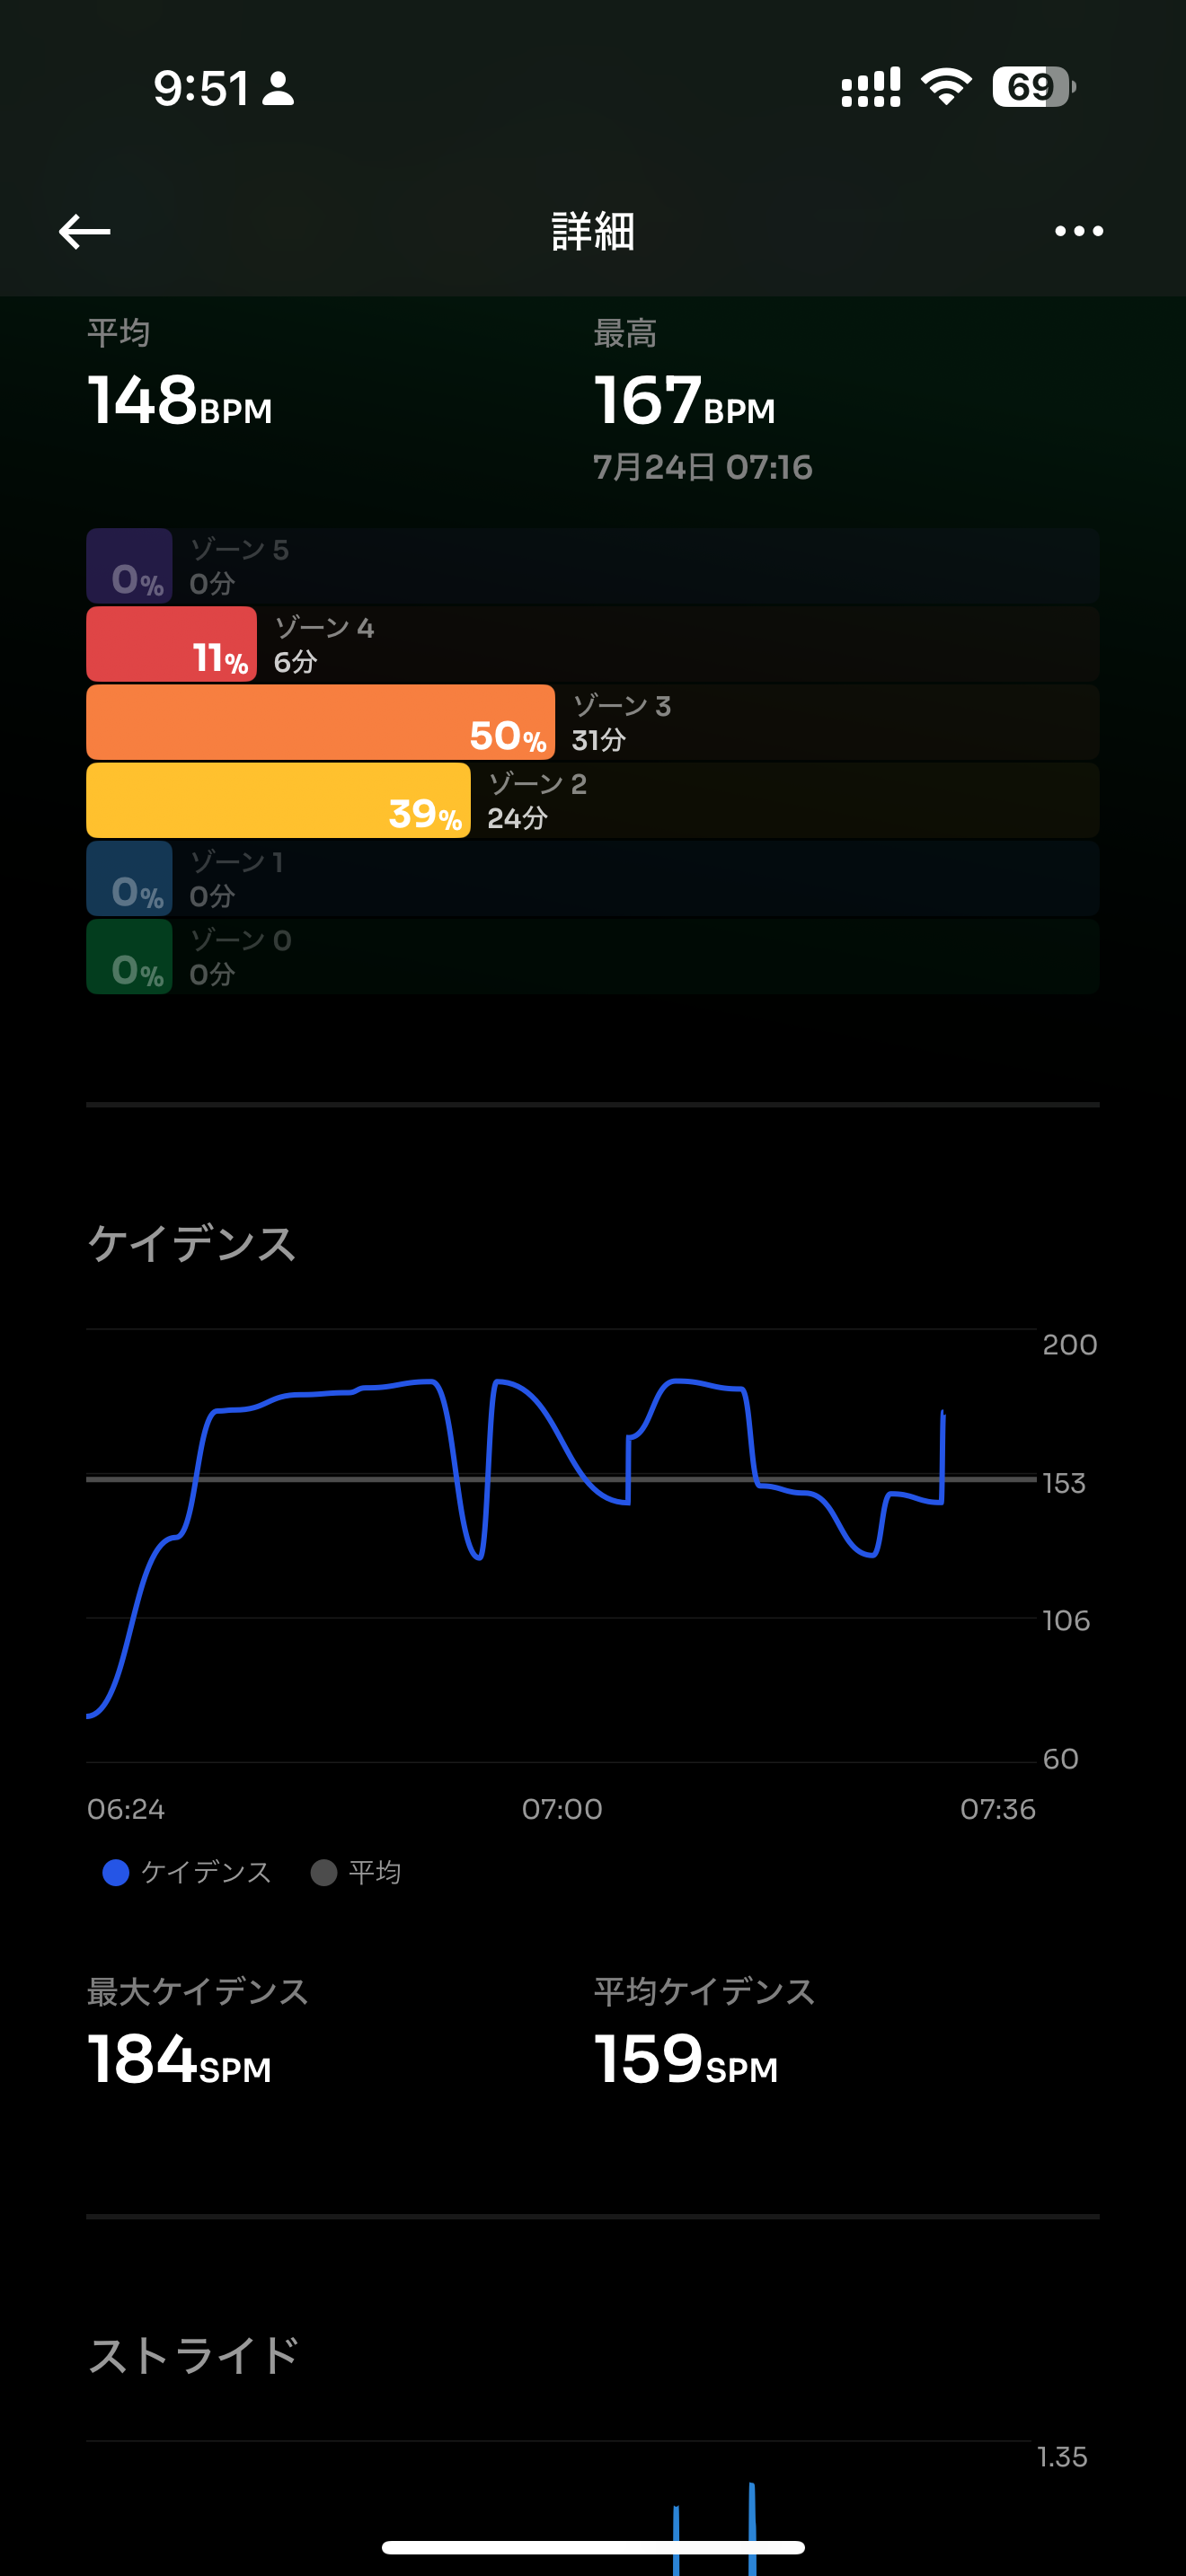 9:51
69
詳細
平均
最高
148BPM
167BPM
7月24日 07:16
0%
ゾーン 5
0分
11%
ゾーン 4
6分
50%
ゾーン 3
31分
39%
ゾーン 2
24分
0%
ゾーン 1
0分
0%
ゾーン 0
0分
ケイデンス
200
153
106
60
06:24
07:00
07:36
ケイデンス
平均
最大ケイデンス
平均ケイデンス
184SPM
159SPM
ストライド
1.35